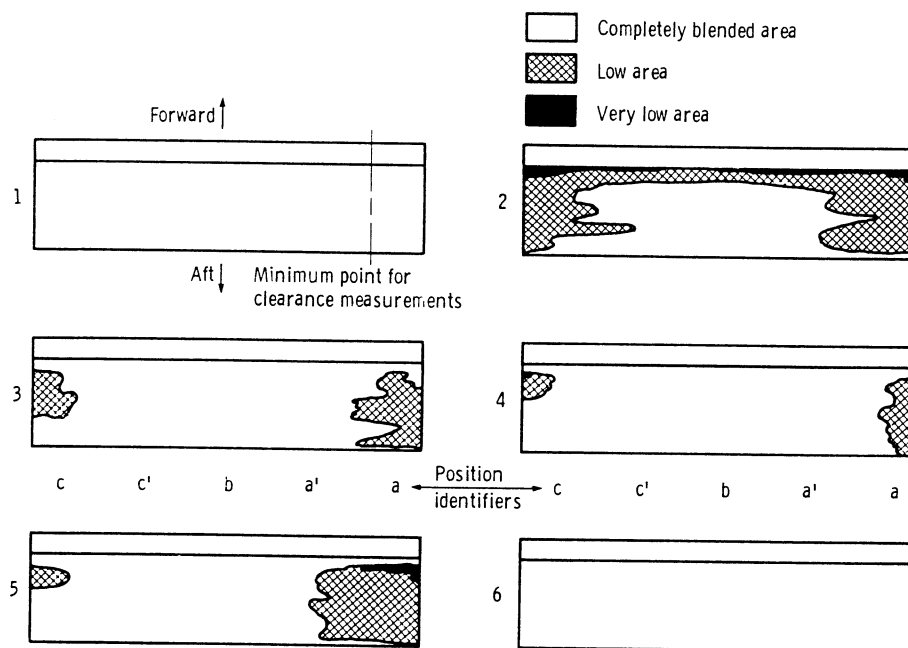 Completely blended area
Low area
Very low area
Forward
1
2
Aft
Minimum point for
clearance measurements
3
4
c c' b a' a
Position
identifiers
c c' b a' a
5
6